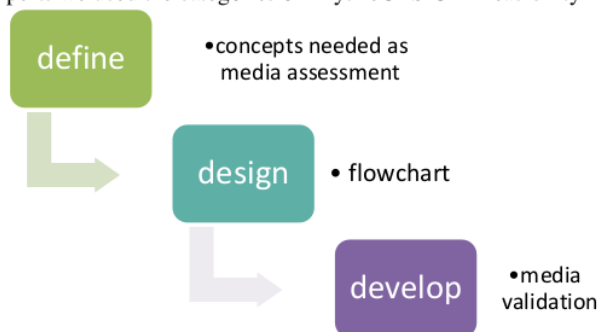 define
•concepts needed as
media assessment
design
• flowchart
develop
•media
validation